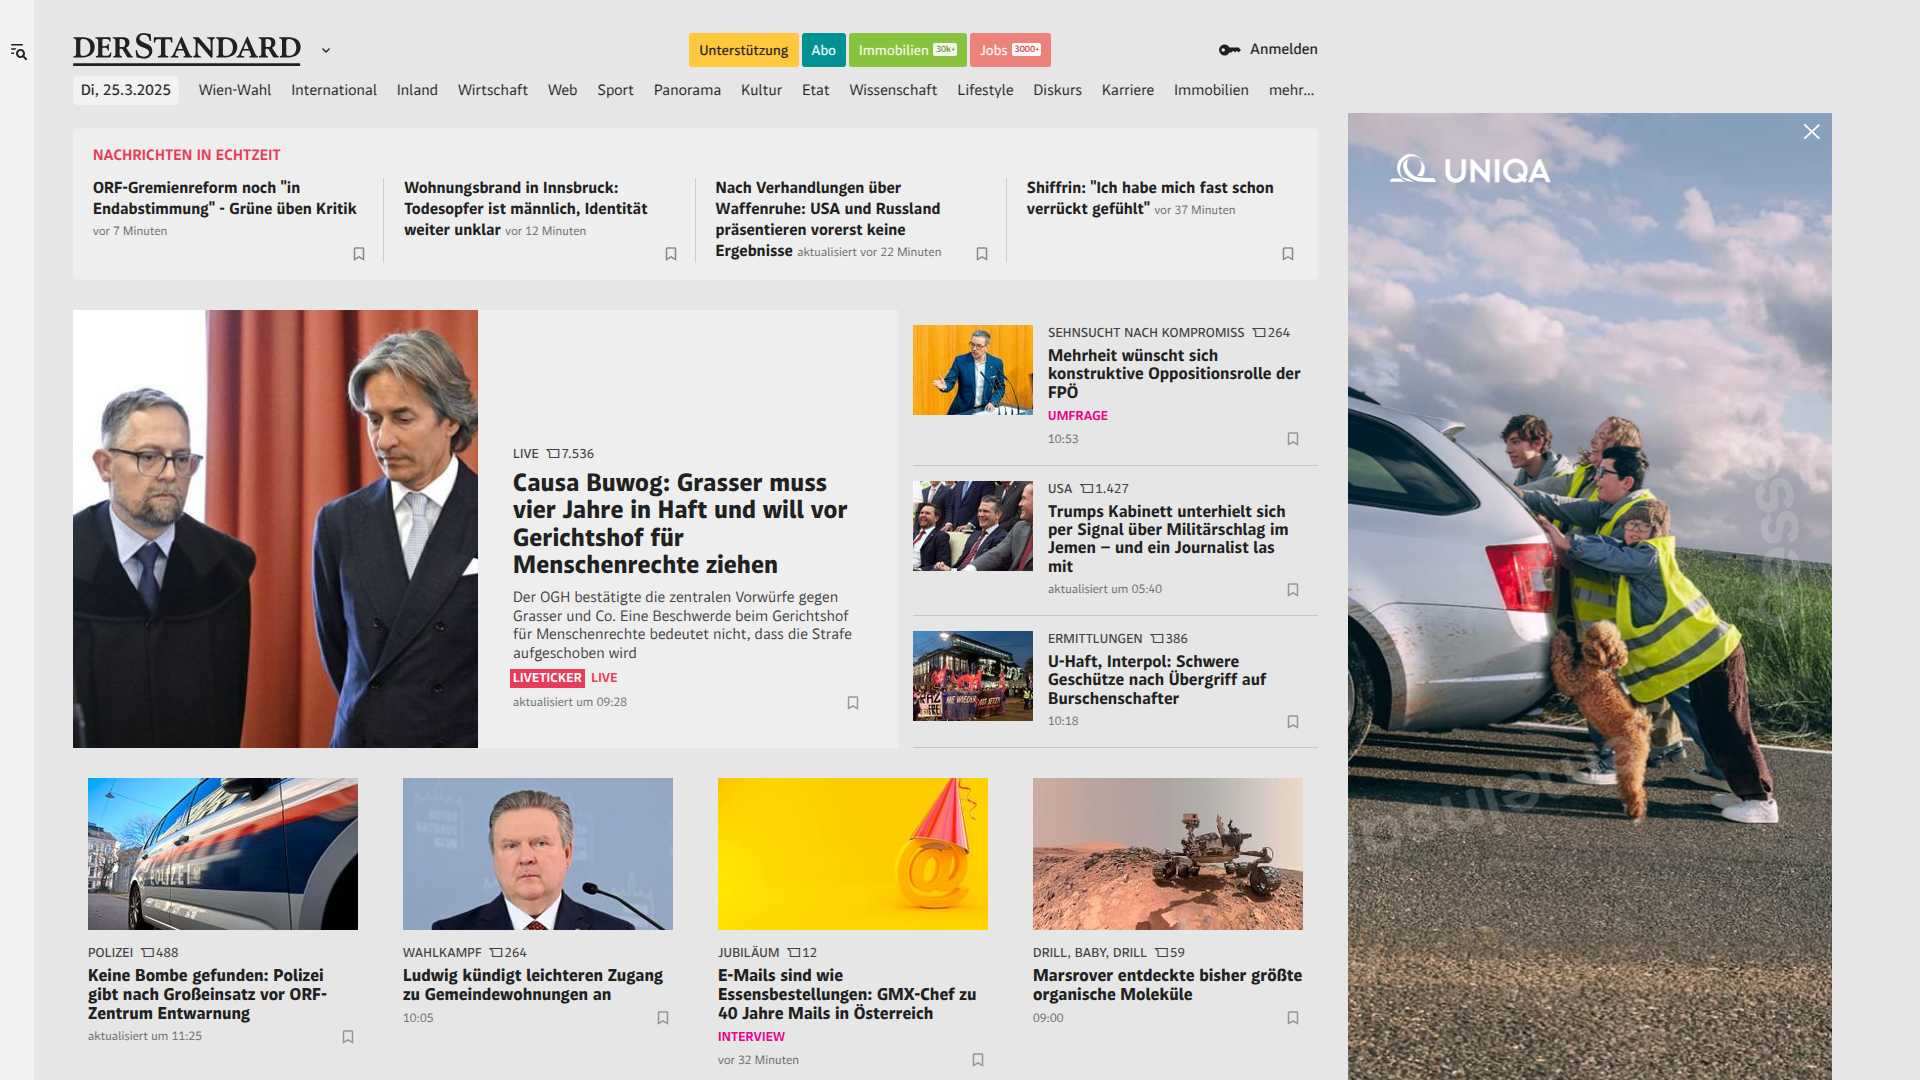 DERSTANDARD
Unterstützung
Abo
Immobilien 30k+
Jobs 3000+
Anmelden
Di, 25.3.2025
Wien-Wahl
International
Inland
Wirtschaft
Web
Sport
Panorama
Kultur
Etat
Wissenschaft
Lifestyle
Diskurs
Karriere
Immobilien
mehr...
NACHRICHTEN IN ECHTZEIT
ORF-Gremienreform noch "in
Endabstimmung" - Grüne üben Kritik
vor 7 Minuten
Wohnungsbrand in Innsbruck:
Todesopfer ist männlich, Identität
weiter unklar vor 12 Minuten
Nach Verhandlungen über
Waffenruhe: USA und Russland
präsentieren vorerst keine
Ergebnisse aktualisiert vor 22 Minuten
Shiffrin: "Ich habe mich fast schon
verrückt gefühlt" vor 37 Minuten
UNIQA
LIVE 7.536
Causa Buwog: Grasser muss
vier Jahre in Haft und will vor
Gerichtshof für
Menschenrechte ziehen
Der OGH bestätigte die zentralen Vorwürfe gegen
Grasser und Co. Eine Beschwerde beim Gerichtshof
für Menschenrechte bedeutet nicht, dass die Strafe
aufgeschoben wird
LIVETICKER LIVE
aktualisiert um 09:28
SEHNSUCHT NACH KOMPROMISS 264
Mehrheit wünscht sich
konstruktive Oppositionsrolle der
FPÖ
UMFRAGE
10:53
USA 1.427
Trumps Kabinett unterhielt sich
per Signal über Militärschlag im
Jemen – und ein Journalist las
mit
aktualisiert um 05:40
ERMITTLUNGEN 386
U-Haft, Interpol: Schwere
Geschütze nach Übergriff auf
Burschenschafter
10:18
POLIZEI 488
Keine Bombe gefunden: Polizei
gibt nach Großeinsatz vor ORF-
Zentrum Entwarnung
aktualisiert um 11:25
WAHLKAMPF 264
Ludwig kündigt leichteren Zugang
zu Gemeindewohnungen an
10:05
JUBILÄUM 12
E-Mails sind wie
Essensbestellungen: GMX-Chef zu
40 Jahre Mails in Österreich
INTERVIEW
vor 32 Minuten
DRILL, BABY, DRILL 59
Marsrover entdeckte bisher größte
organische Moleküle
09:00